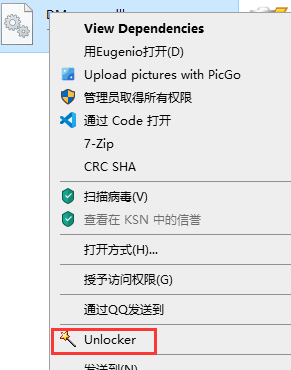 View Dependencies
用Eugenio打开(D)
Upload pictures with PicGo
管理员取得所有权限
通过 Code 打开
7-Zip
CRC SHA
扫描病毒(V)
查看在 KSN 中的信誉
打开方式(H)...
授予访问权限(G)
通过QQ发送到
Unlocker
发送到(N)